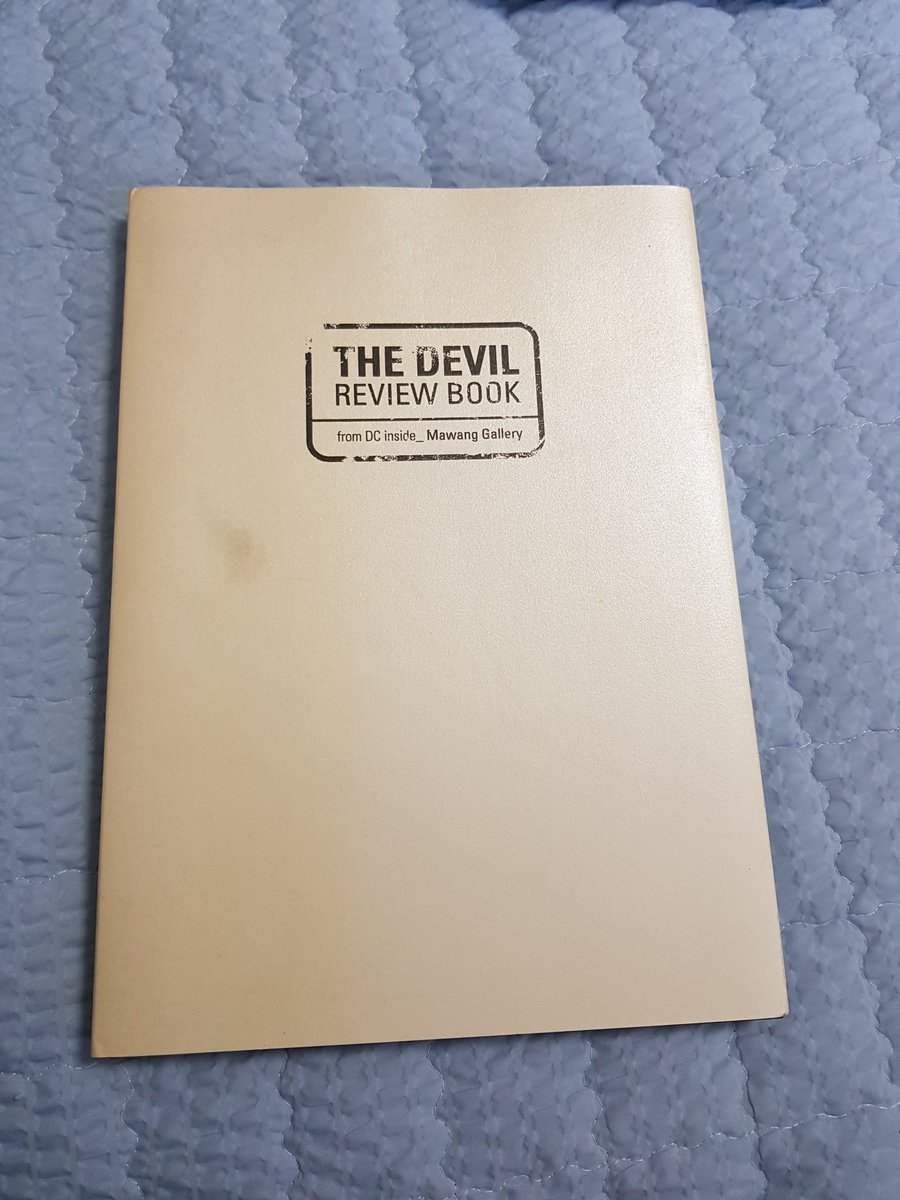 THE DEVIL
REVIEW BOOK
from DC inside_ Mawang Gallery